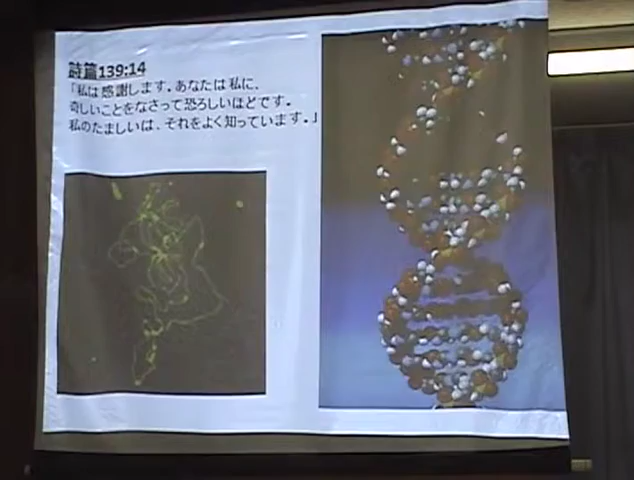 詩篇139:14
「私は感謝します。あなたは私に、
奇しいことをなさって恐ろしいほどです。
私のたましいは、それをよく知っています。」